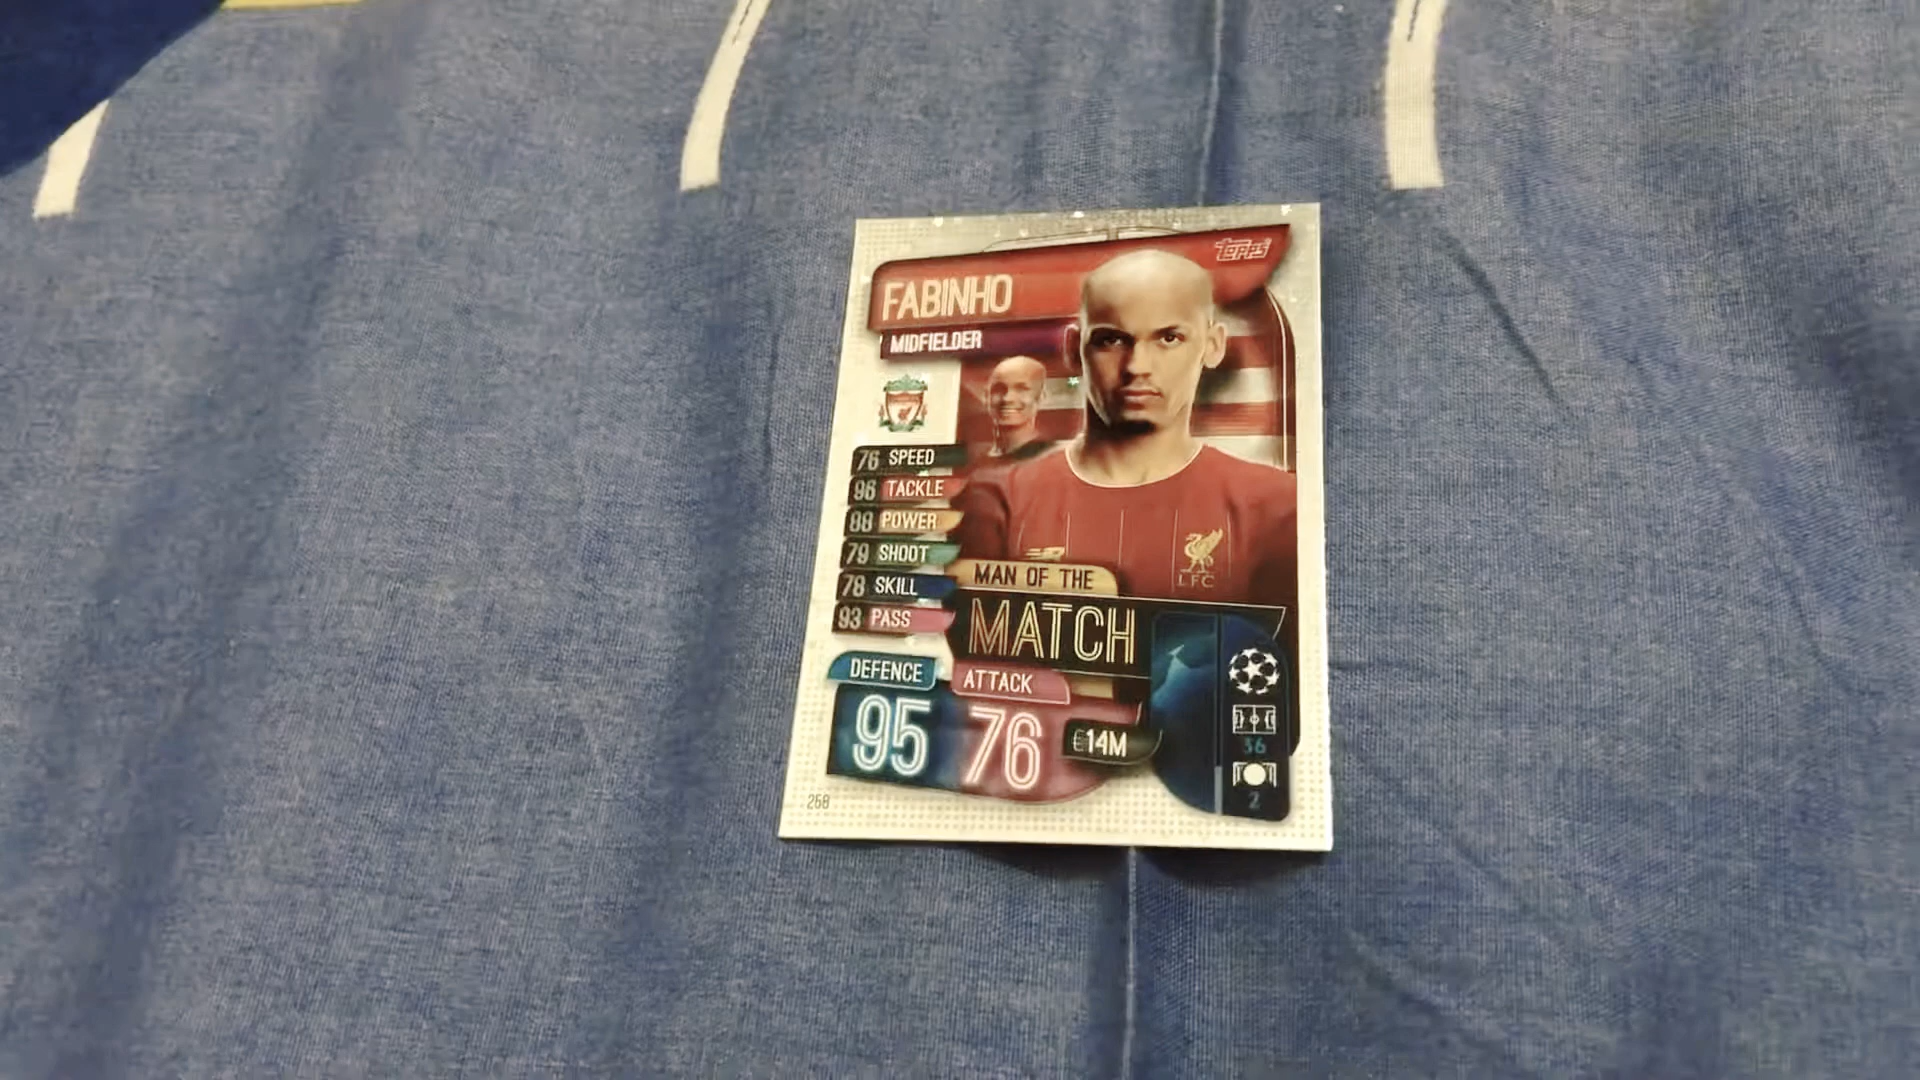 topps
FABINHO
MIDFIELDER
76 SPEED
96 TACKLE
88 POWER
79 SHOOT
78 SKILL
93 PASS
LFC
MAN OF THE
MATCH
DEFENCE
95
ATTACK
76
€14M
36
2
258